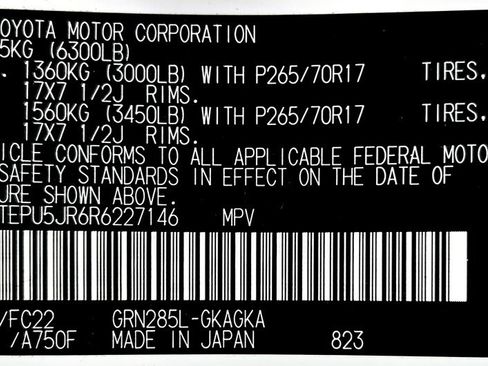 OYOTA MOTOR CORPORATION
5KG (6300LB)
. 1360KG (3000LB) WITH P265/70R17 TIRES,
17X7 1/2J RIMS.
1560KG (3450LB) WITH P265/70R17 TIRES,
17X7 1/2J RIMS.
ICLE CONFORMS TO ALL APPLICABLE FEDERAL MOTO
SAFETY STANDARDS IN EFFECT ON THE DATE OF
URE SHOWN ABOVE.
TEPU5JR6R6227146 MPV
/FC22 GRN285L-GKAGKA
/A750F MADE IN JAPAN 823